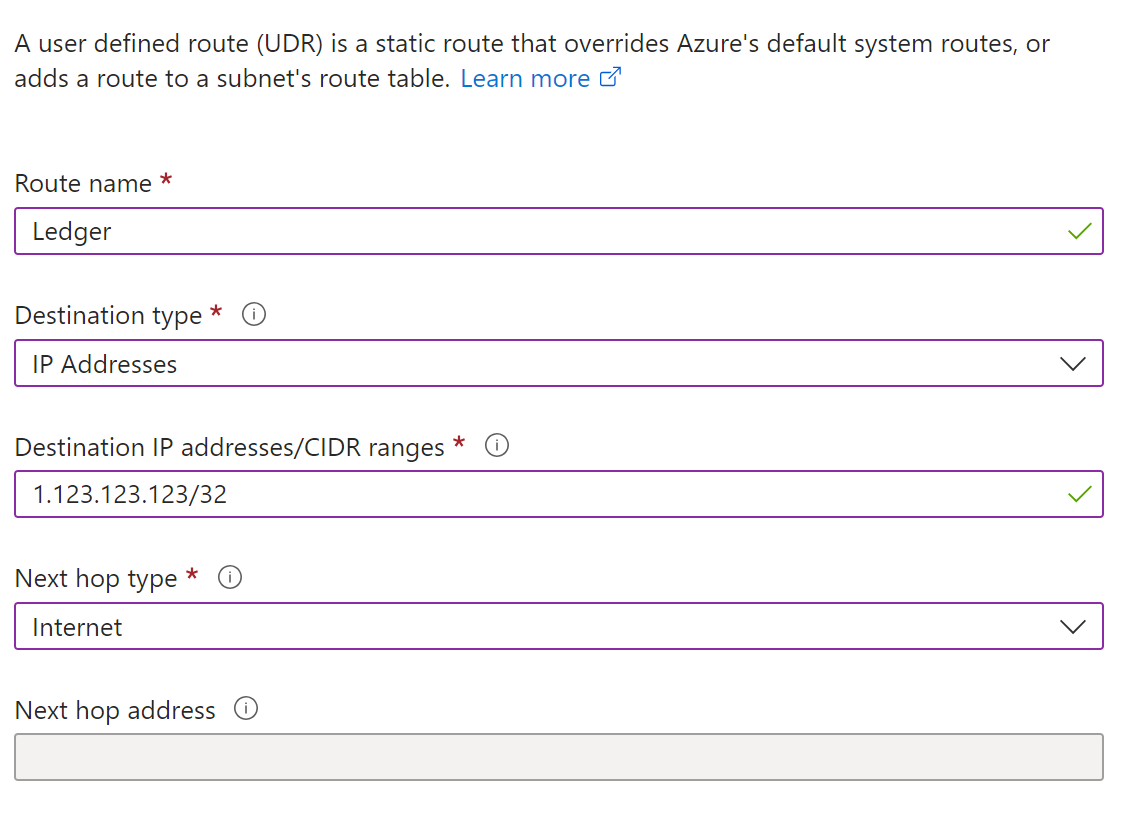 A user defined route (UDR) is a static route that overrides Azure's default system routes, or
adds a route to a subnet's route table. Learn more
Route name *
Ledger
Destination type *
IP Addresses
Destination IP addresses/CIDR ranges *
1.123.123.123/32
Next hop type *
Internet
Next hop address